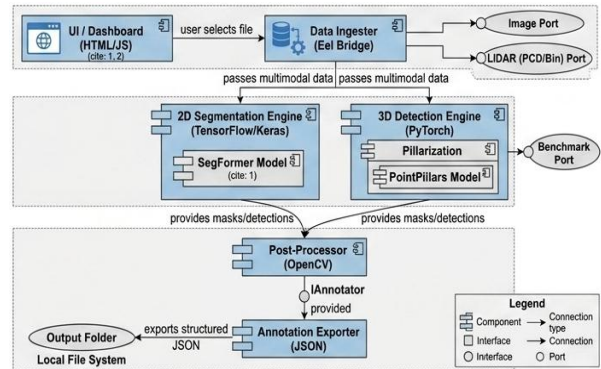 UI / Dashboard
(HTML/JS)
(cite: 1, 2)
user selects file
Data Ingester
(Eel Bridge)
Image Port
LIDAR (PCD/Bin) Port
passes multimodal data
passes multimodal data
2D Segmentation Engine
(TensorFlow/Keras)
SegFormer Model
(cite: 1)
3D Detection Engine
(PyTorch)
Pillarization
PointPillars Model
Benchmark
Port
provides masks/detections
provides masks/detections
Post-Processor
(OpenCV)
IAnnotator
provided
Annotation Exporter
(JSON)
exports structured
JSON
Output Folder
Local File System
Legend
Component
Connection
type
Interface
Connection
Interface
Port